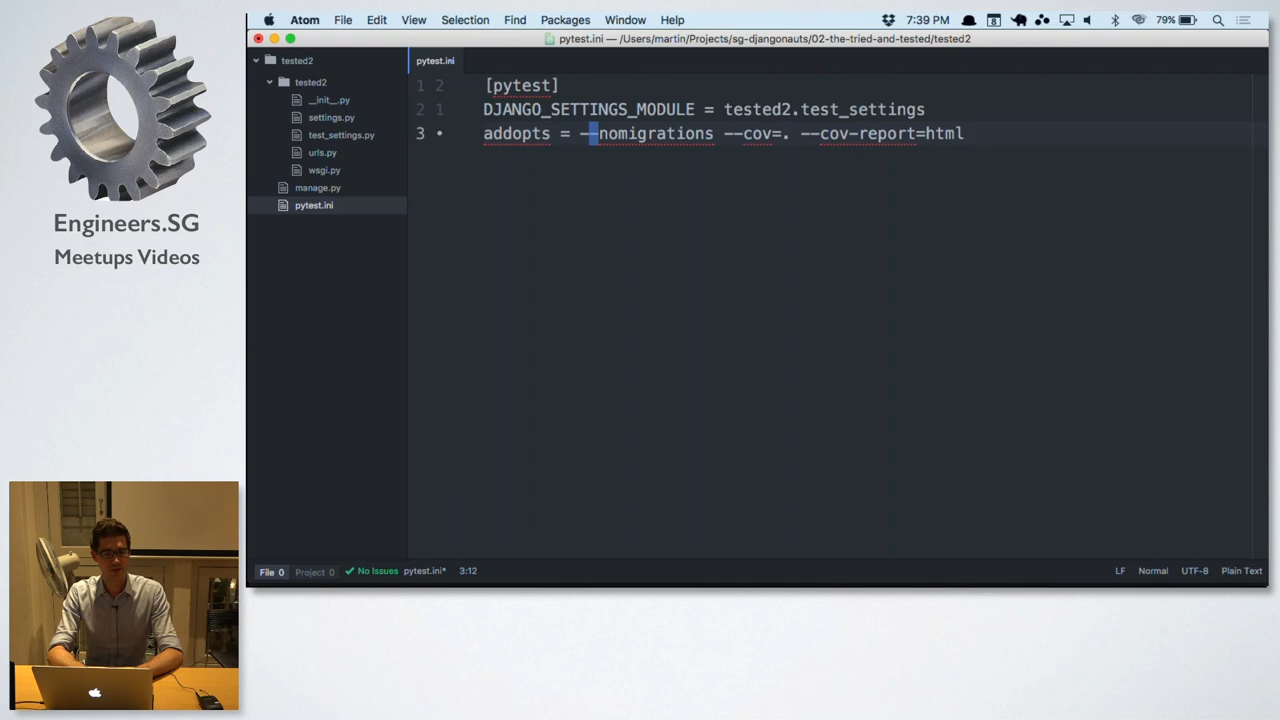 Atom File Edit View Selection Find Packages Window Help 8 7:39 PM 79%
pytest.ini — /Users/martin/Projects/sg-djangonauts/02-the-tried-and-tested/tested2
tested2
tested2
__init__.py
settings.py
test_settings.py
urls.py
wsgi.py
manage.py
pytest.ini
pytest.ini
1 2 [pytest]
2 1 DJANGO_SETTINGS_MODULE = tested2.test_settings
3 • addopts = --nomigrations --cov=. --cov-report=html
File 0 Project 0 No Issues pytest.ini* 3:12 LF Normal UTF-8 Plain Text
Engineers.SG
Meetups Videos